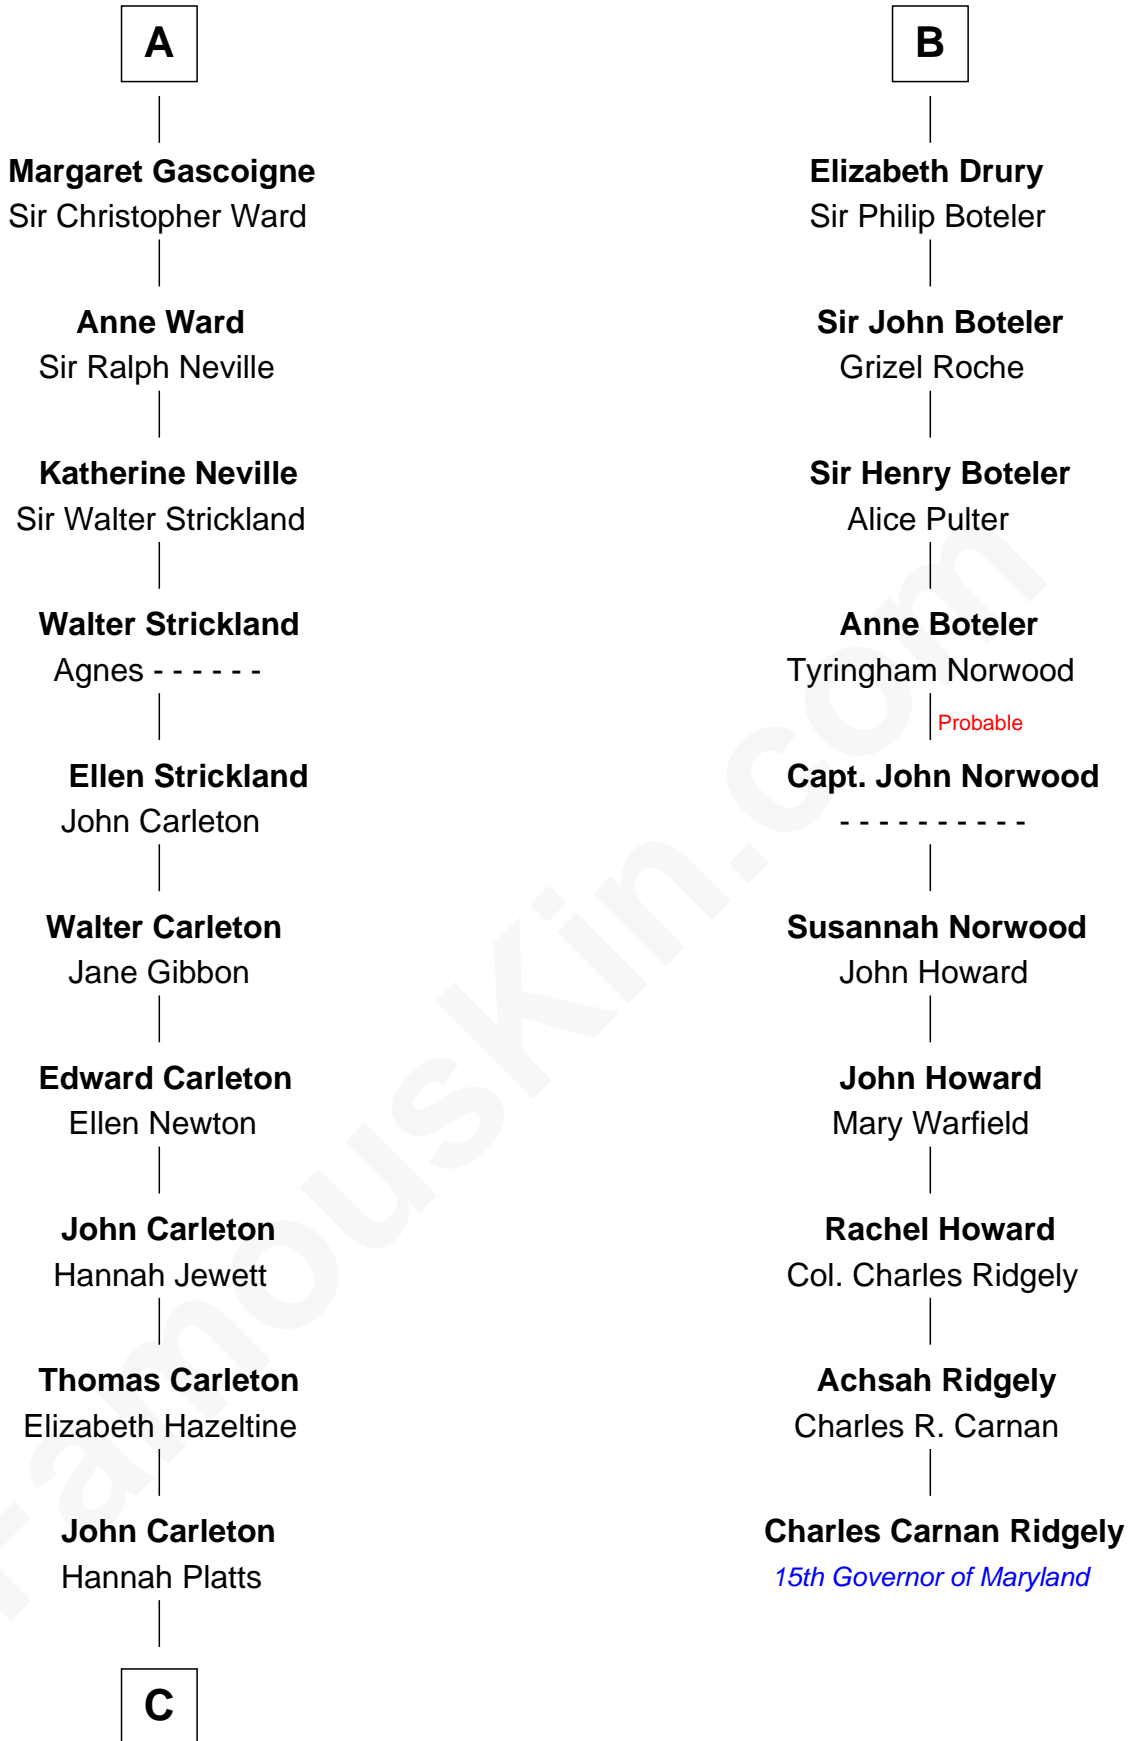 A
Margaret Gascoigne
Sir Christopher Ward
Anne Ward
Sir Ralph Neville
Katherine Neville
Sir Walter Strickland
Walter Strickland
Agnes - - - - - -
Ellen Strickland
John Carleton
Walter Carleton
Jane Gibbon
Edward Carleton
Ellen Newton
John Carleton
Hannah Jewett
Thomas Carleton
Elizabeth Hazeltine
John Carleton
Hannah Platts
C
B
Elizabeth Drury
Sir Philip Boteler
Sir John Boteler
Grizel Roche
Sir Henry Boteler
Alice Pulter
Anne Boteler
Tyringham Norwood
Probable
Capt. John Norwood
- - - - - - - - - -
Susannah Norwood
John Howard
John Howard
Mary Warfield
Rachel Howard
Col. Charles Ridgely
Achsah Ridgely
Charles R. Carnan
Charles Carnan Ridgely
15th Governor of Maryland
FamousKin.com